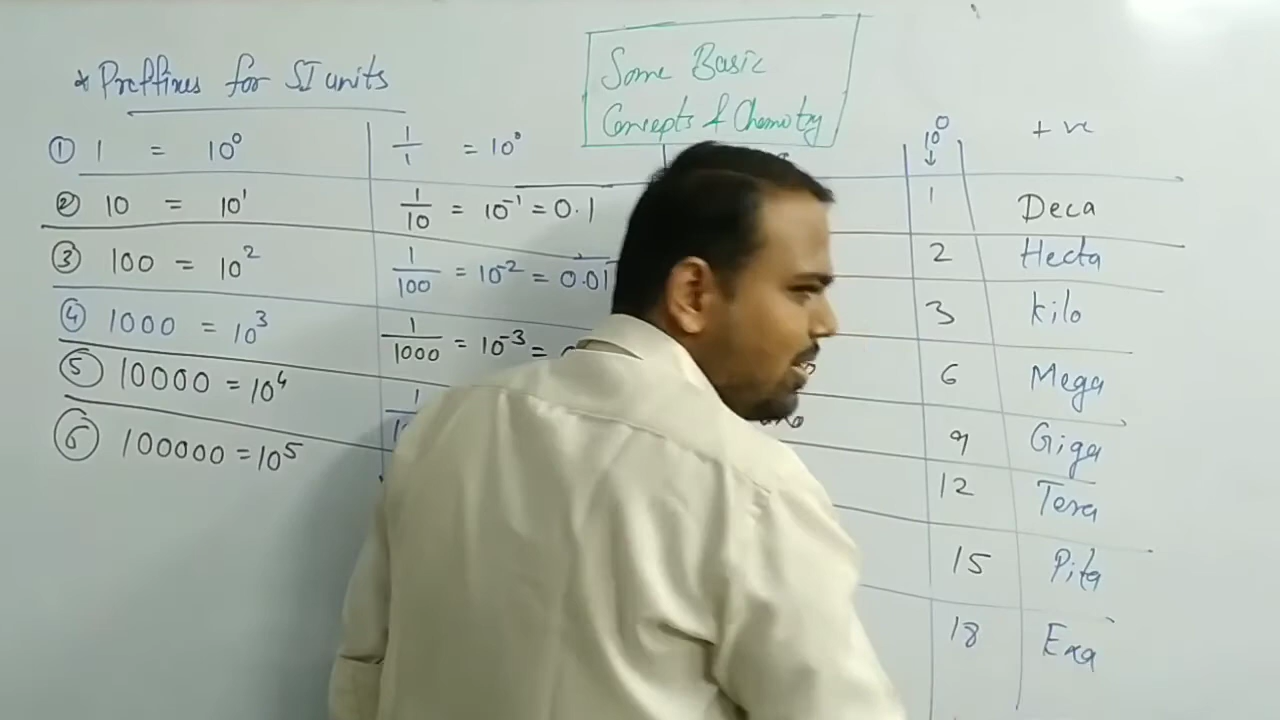 * Preffixes for SI units
Some Basic
Concepts of Chemistry
① 1 = 10⁰
1/1 = 10⁰
10⁰
↓
+ve
② 10 = 10¹
1/10 = 10⁻¹ = 0.1
1 Deca
③ 100 = 10²
1/100 = 10⁻² = 0.01
2 Hecta
④ 1000 = 10³
1/1000 = 10⁻³ =
3 kilo
⑤ 10000 = 10⁴
6 Mega
⑥ 100000 = 10⁵
9 Giga
12 Tera
15 Pita
18 Exa